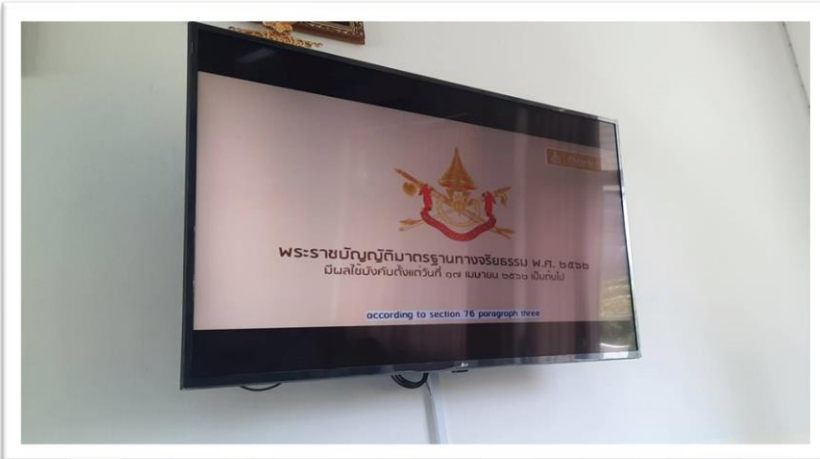 พระราชบัญญัติมาตรฐานทางจริยธรรม พ.ศ. ๒๕๖๒
มีผลใช้บังคับตั้งแต่วันที่ ๑๗ เมษายน ๒๕๖๒ เป็นต้นไป
according to section 76 paragraph three